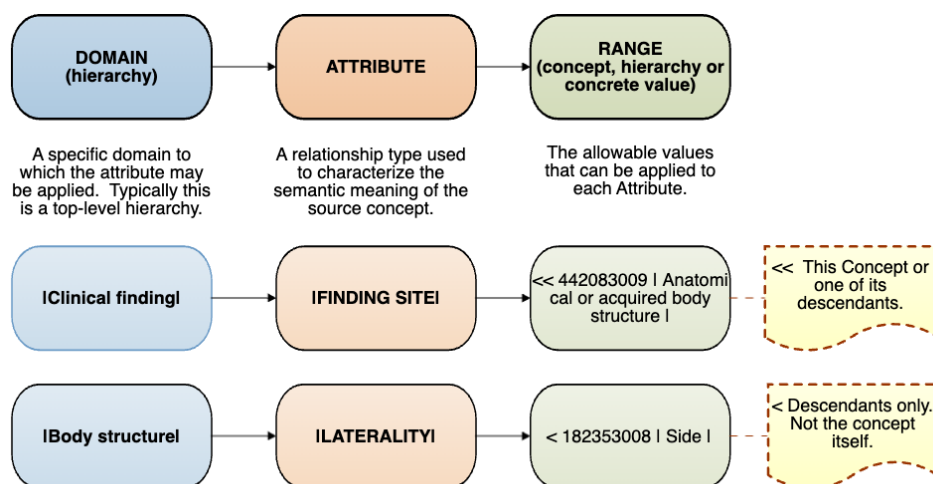 DOMAIN
(hierarchy)
ATTRIBUTE
RANGE
(concept, hierarchy or
concrete value)
A specific domain to
which the attribute may
be applied.  Typically this
is a top-level hierarchy.
A relationship type used
to characterize the
semantic meaning of the
source concept.
The allowable values
that can be applied to
each Attribute.
|Clinical finding|
|FINDING SITE|
<< 442083009 | Anatomi
cal or acquired body
structure |
<<  This Concept or
one of its
descendants.
|Body structure|
|LATERALITY|
< 182353008 | Side |
< Descendants only.
Not the concept
itself.